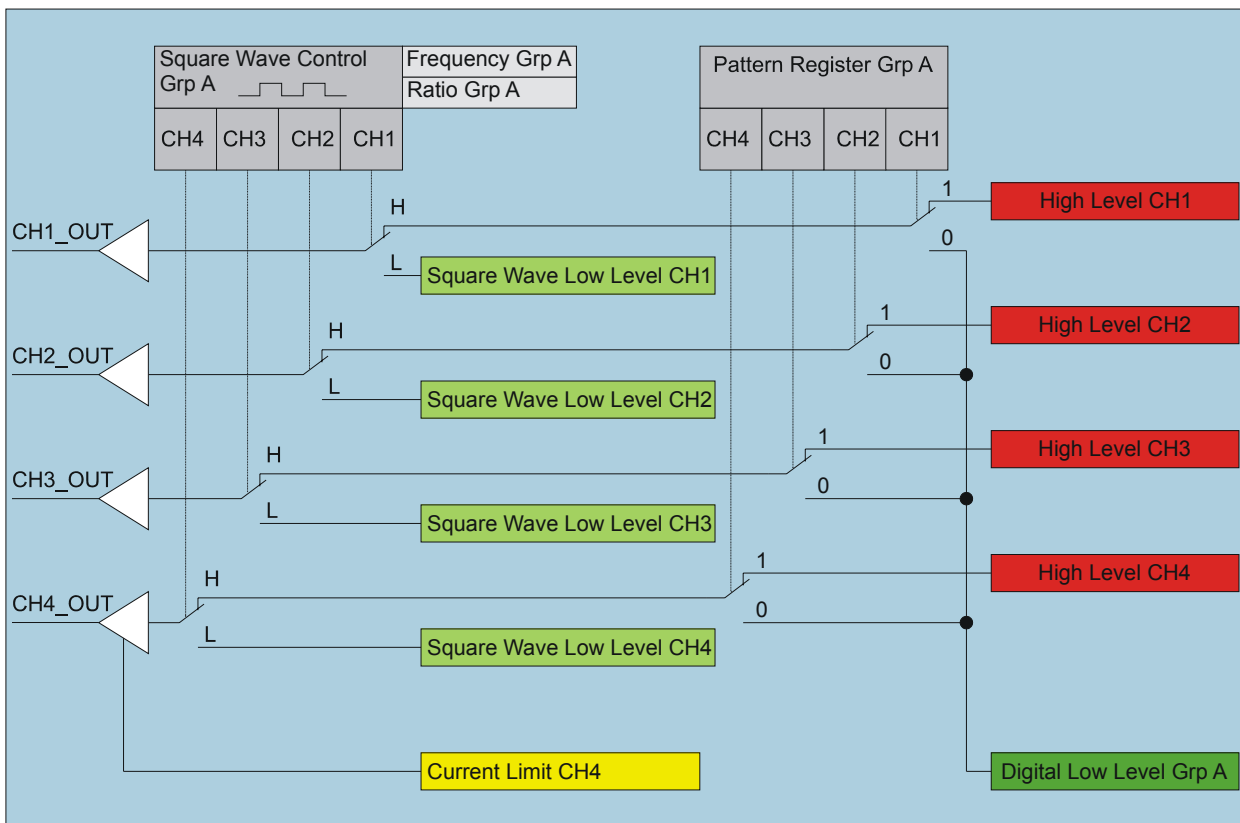 Square Wave Control
Grp A
Frequency Grp A
Ratio Grp A
CH4 CH3 CH2 CH1
Pattern Register Grp A
CH4 CH3 CH2 CH1
CH1_OUT
H
L
Square Wave Low Level CH1
1
0
High Level CH1
CH2_OUT
H
L
Square Wave Low Level CH2
1
0
High Level CH2
CH3_OUT
H
L
Square Wave Low Level CH3
1
0
High Level CH3
CH4_OUT
H
L
Square Wave Low Level CH4
1
0
High Level CH4
Current Limit CH4
Digital Low Level Grp A